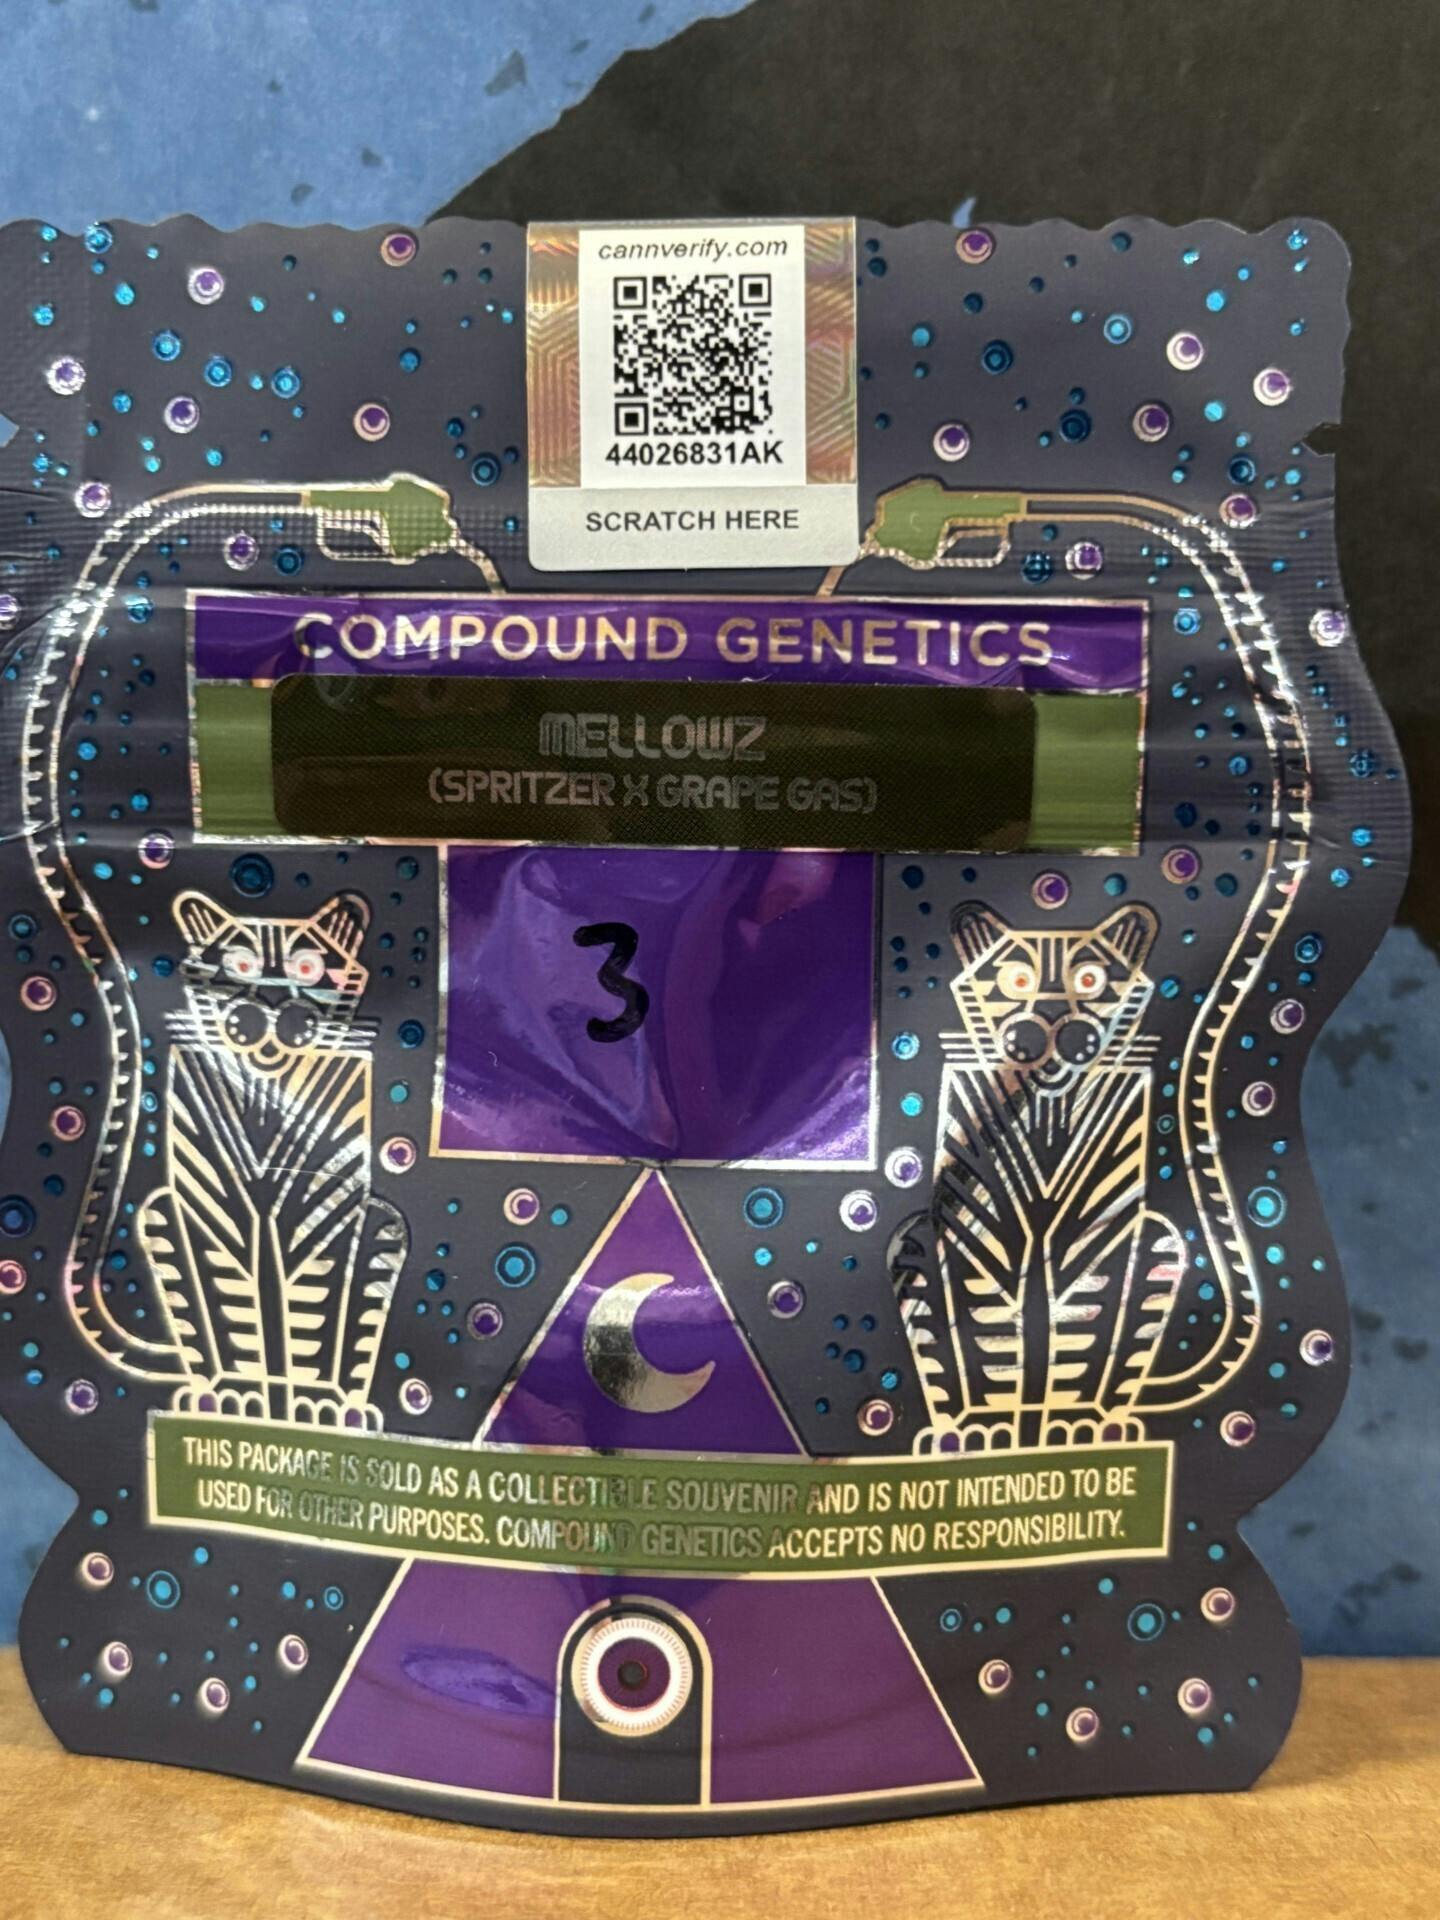 cannverify.com
44026831AK
SCRATCH HERE
COMPOUND GENETICS
MELLOWZ
(SPRITZER X GRAPE GAS)
3
THIS PACKAGE IS SOLD AS A COLLECTIBLE SOUVENIR AND IS NOT INTENDED TO BE
USED FOR OTHER PURPOSES. COMPOUND GENETICS ACCEPTS NO RESPONSIBILITY.